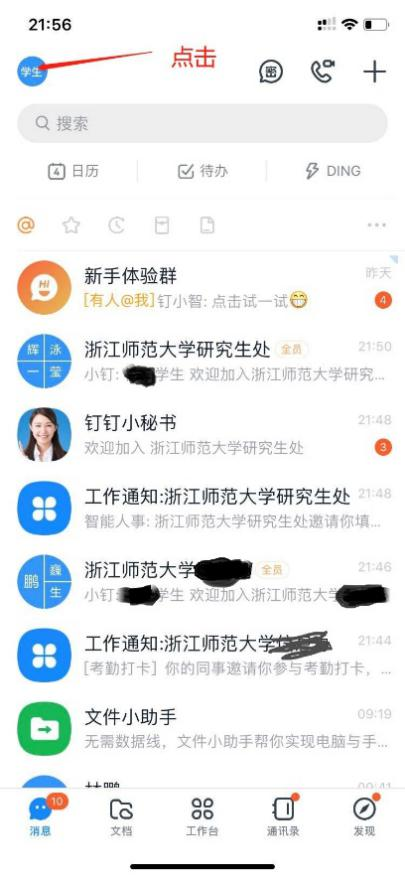 21:56
学生
点击
密
搜索
4 日历
待办
DING
@
新手体验群
昨天
Hi
[有人@我]钉小智: 点击试一试
4
辉 泳
一 莹
浙江师范大学研究生处 全员
21:50
小钉: 学生 欢迎加入浙江师范大学研究...
钉钉小秘书
21:48
欢迎加入 浙江师范大学研究生处
3
工作通知:浙江师范大学研究生处
21:48
智能人事: 浙江师范大学研究生处邀请你填...
鹏 巍
生
浙江师范大学 全员
21:46
小钉: 学生 欢迎加入浙江师范大学
工作通知:浙江师范大学
21:44
[考勤打卡] 你的同事邀请你参与考勤打卡，...
文件小助手
09:19
无需数据线，文件小助手帮你实现电脑与手...
10
消息
文档
工作台
通讯录
发现